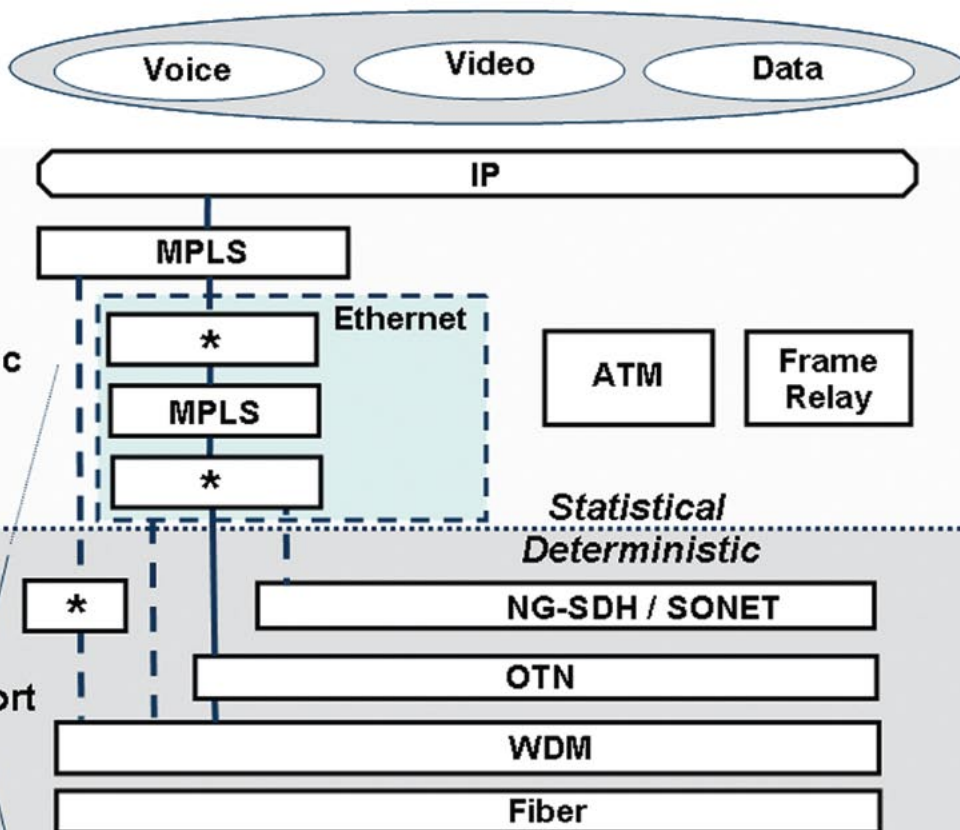 Voice
Video
Data
IP
MPLS
Ethernet
*
MPLS
*
c
ATM
Frame
Relay
Statistical
Deterministic
*
NG-SDH / SONET
OTN
ort
WDM
Fiber